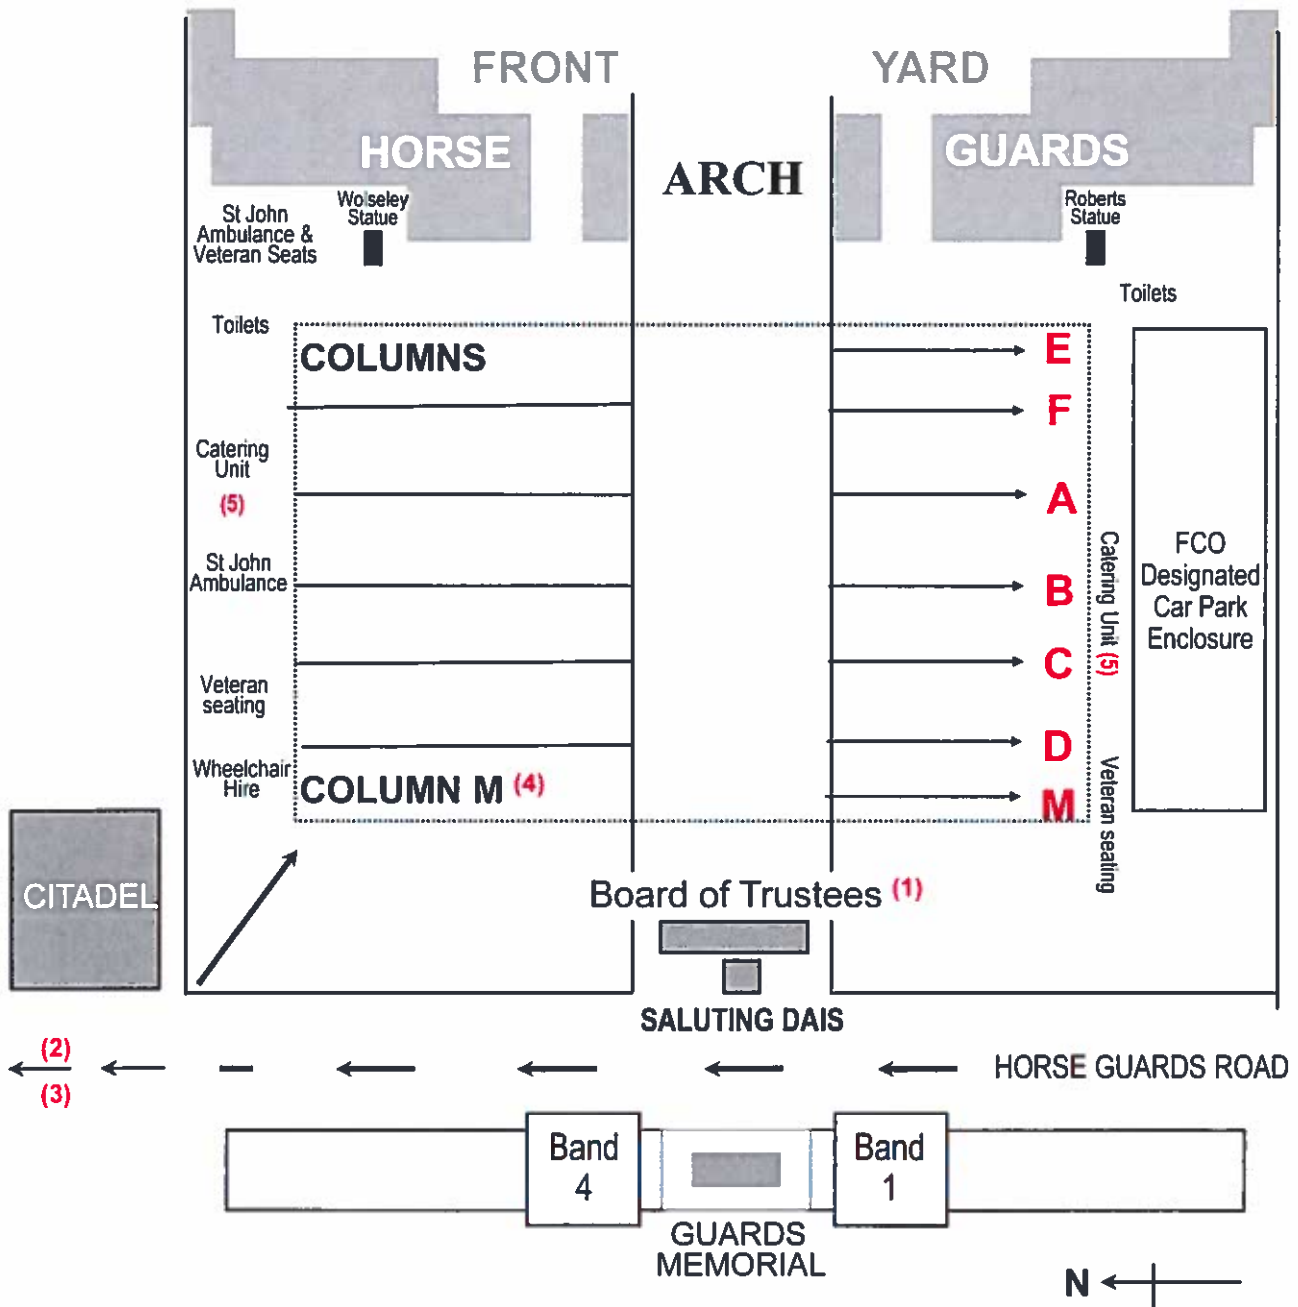 FRONT YARD
HORSE GUARDS
ARCH
St John
Ambulance &
Veteran Seats
Wolseley
Statue
Roberts
Statue
Toilets
Toilets
COLUMNS
E
F
Catering
Unit
(5)
A
St John
Ambulance
B
Catering Unit (5)
FCO
Designated
Car Park
Enclosure
C
Veteran
seating
D
Wheelchair
Hire
COLUMN M (4)
M
Veteran seating
CITADEL
Board of Trustees (1)
SALUTING DAIS
(2)
(3)
HORSE GUARDS ROAD
Band
4
Band
1
GUARDS
MEMORIAL
N